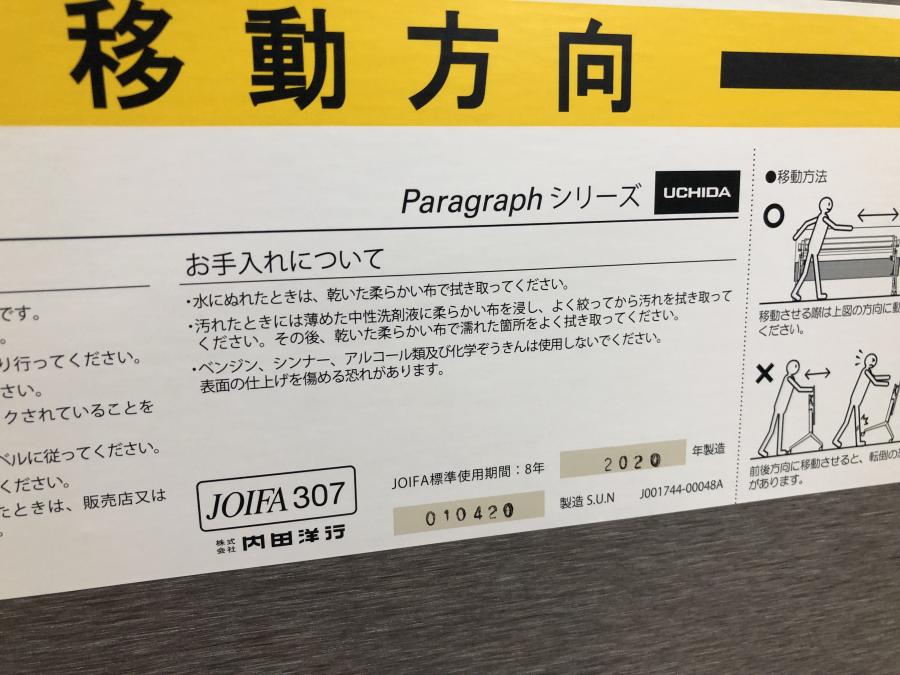 移動方向
Paragraph シリーズ UCHIDA
お手入れについて
・水にぬれたときは、乾いた柔らかい布で拭き取ってください。
・汚れたときには薄めた中性洗剤液に柔らかい布を浸し、よく絞ってから汚れを拭き取って
ください。その後、乾いた柔らかい布で濡れた箇所をよく拭き取ってください。
・ベンジン、シンナー、アルコール類及び化学ぞうきんは使用しないでください。
表面の仕上げを傷める恐れがあります。
です。
。
り行ってください。
さい。
クされていることを
ベルに従ってください。
ください。
たときは、販売店又は
。
JOIFA 307
株式会社 内田洋行
JOIFA標準使用期間：8年
2020 年製造
010420
製造 S.U.N
J001744-00048A
●移動方法
移動させる際は上図の方向に動
ください。
前後方向に移動させると、転倒の恐
があります。